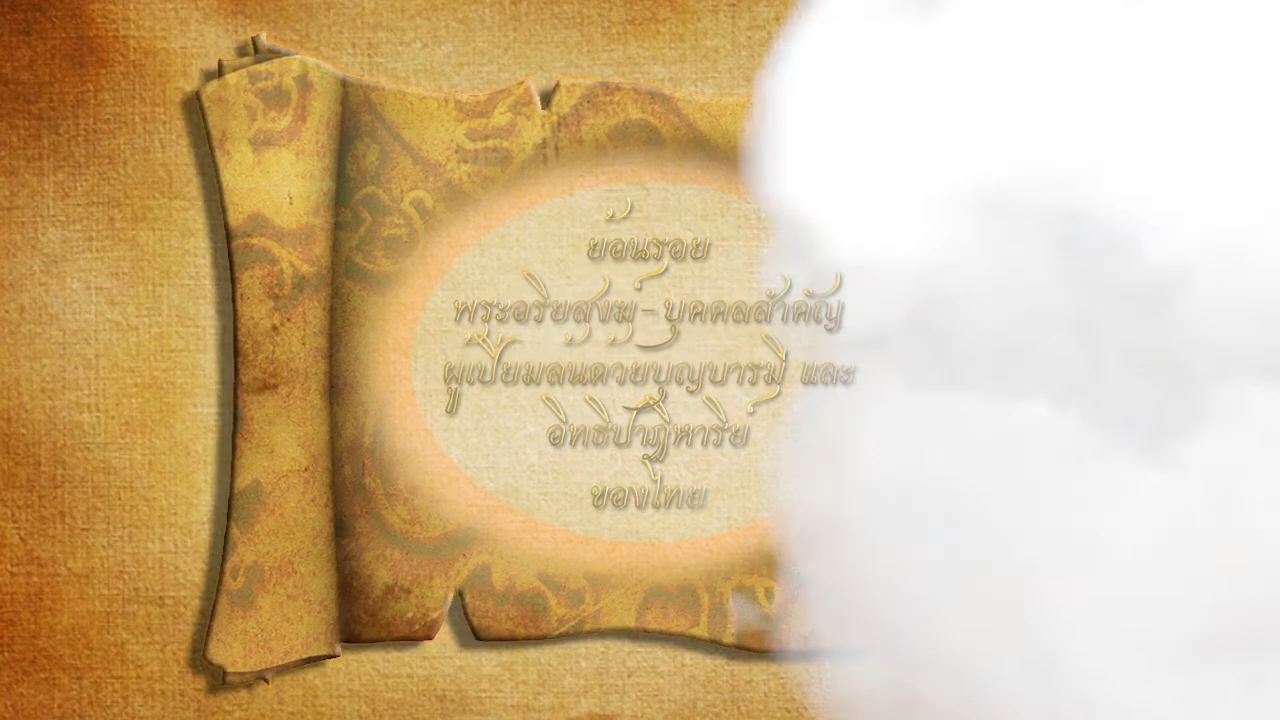 ย้อนรอย
พระอริยสงฆ์-บุคคลสำคัญ
ผู้เปี่ยมล้นด้วยบุญบารมี และ
อิทธิปาฏิหาริย์
ของไทย